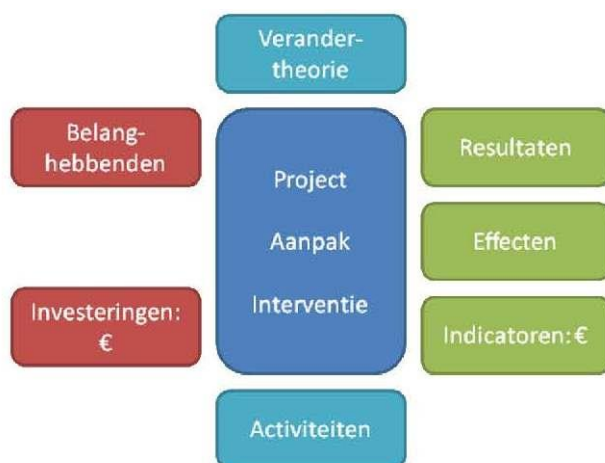 Verander-
theorie
Belang-
hebbenden
Project
Aanpak
Interventie
Resultaten
Effecten
Investeringen:
€
Indicatoren: €
Activiteiten